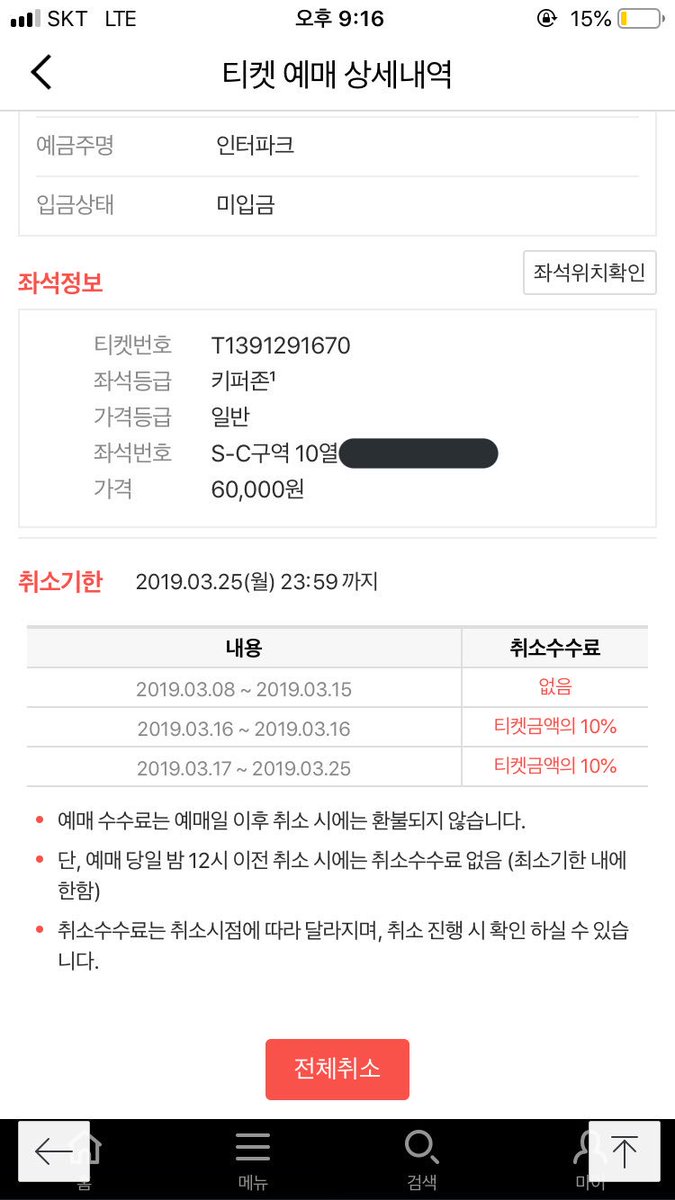 SKT LTE 오후 9:16 15%
티켓 예매 상세내역
예금주명 인터파크
입금상태 미입금
좌석정보 좌석위치확인
티켓번호 T1391291670
좌석등급 키퍼존¹
가격등급 일반
좌석번호 S-C구역 10열
가격 60,000원
취소기한 2019.03.25(월) 23:59 까지
내용 취소수수료
2019.03.08 ~ 2019.03.15 없음
2019.03.16 ~ 2019.03.16 티켓금액의 10%
2019.03.17 ~ 2019.03.25 티켓금액의 10%
• 예매 수수료는 예매일 이후 취소 시에는 환불되지 않습니다.
• 단, 예매 당일 밤 12시 이전 취소 시에는 취소수수료 없음 (최소기한 내에
한함)
• 취소수수료는 취소시점에 따라 달라지며, 취소 진행 시 확인 하실 수 있습
니다.
전체취소
홈 메뉴 검색 마이